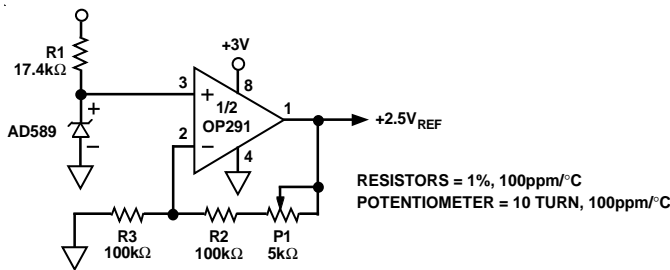 R1
17.4kΩ
+3V
3
+
8
1/2
OP291
1
+2.5VREF
AD589
+
−
2
−
4
RESISTORS = 1%, 100ppm/°C
POTENTIOMETER = 10 TURN, 100ppm/°C
R3
100kΩ
R2
100kΩ
P1
5kΩ